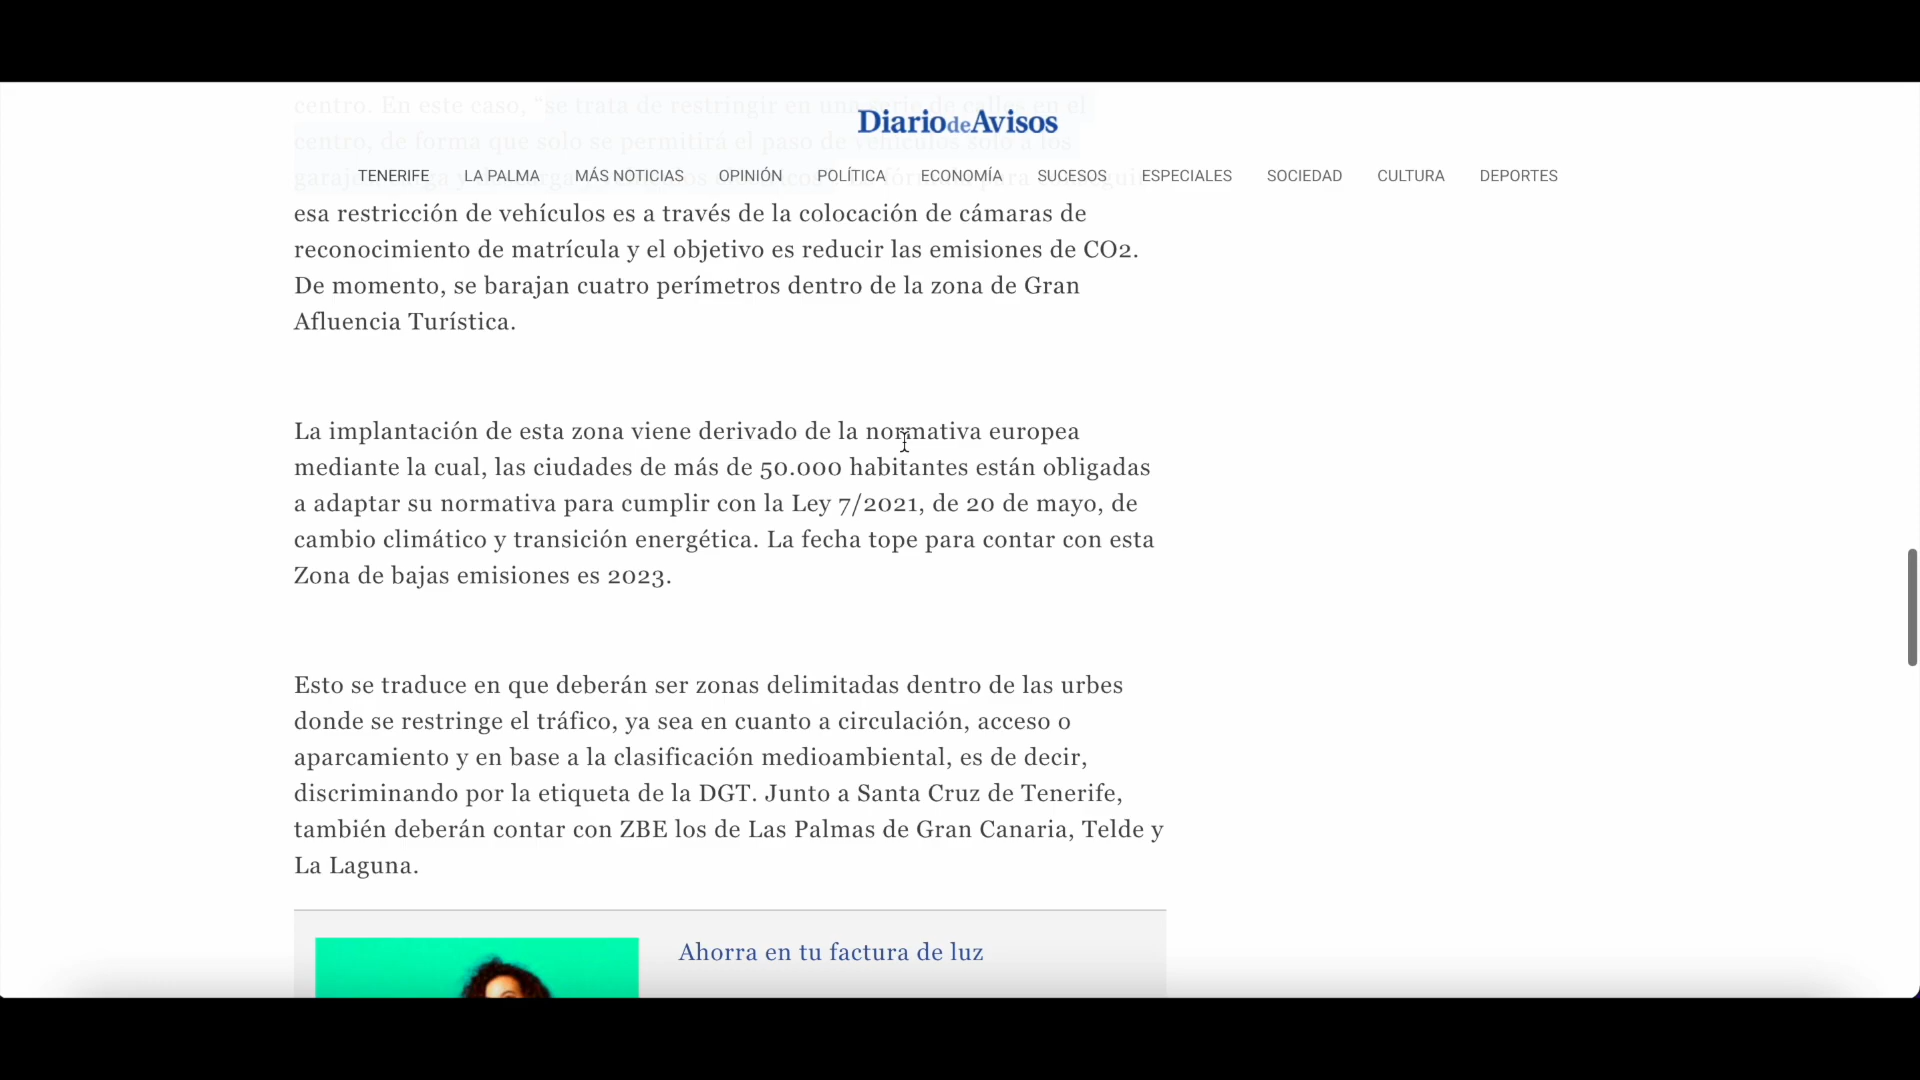 centro. En este caso, “se trata de restringir en una serie de calles en el
DiariodeAvisos
centro, de forma que solo se permitirá el paso de vehículos solo a los
TENERIFE LA PALMA MÁS NOTICIAS OPINIÓN POLÍTICA ECONOMÍA SUCESOS ESPECIALES SOCIEDAD CULTURA DEPORTES
esa restricción de vehículos es a través de la colocación de cámaras de
reconocimiento de matrícula y el objetivo es reducir las emisiones de CO2.
De momento, se barajan cuatro perímetros dentro de la zona de Gran
Afluencia Turística.
La implantación de esta zona viene derivado de la normativa europea
mediante la cual, las ciudades de más de 50.000 habitantes están obligadas
a adaptar su normativa para cumplir con la Ley 7/2021, de 20 de mayo, de
cambio climático y transición energética. La fecha tope para contar con esta
Zona de bajas emisiones es 2023.
Esto se traduce en que deberán ser zonas delimitadas dentro de las urbes
donde se restringe el tráfico, ya sea en cuanto a circulación, acceso o
aparcamiento y en base a la clasificación medioambiental, es de decir,
discriminando por la etiqueta de la DGT. Junto a Santa Cruz de Tenerife,
también deberán contar con ZBE los de Las Palmas de Gran Canaria, Telde y
La Laguna.
Ahorra en tu factura de luz